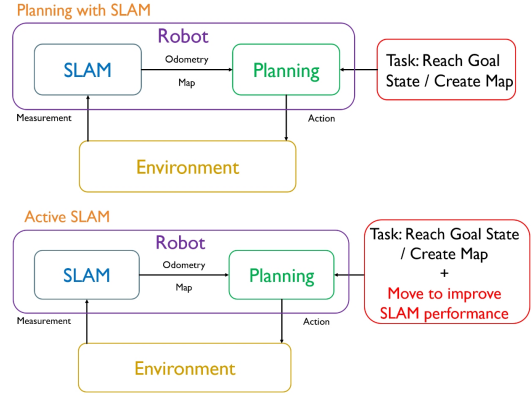 Planning with SLAM
Robot
SLAM
Odometry
Map
Planning
Task: Reach Goal
State / Create Map
Measurement
Action
Environment
Active SLAM
Robot
SLAM
Odometry
Map
Planning
Task: Reach Goal State
/ Create Map
+
Move to improve
SLAM performance
Measurement
Action
Environment